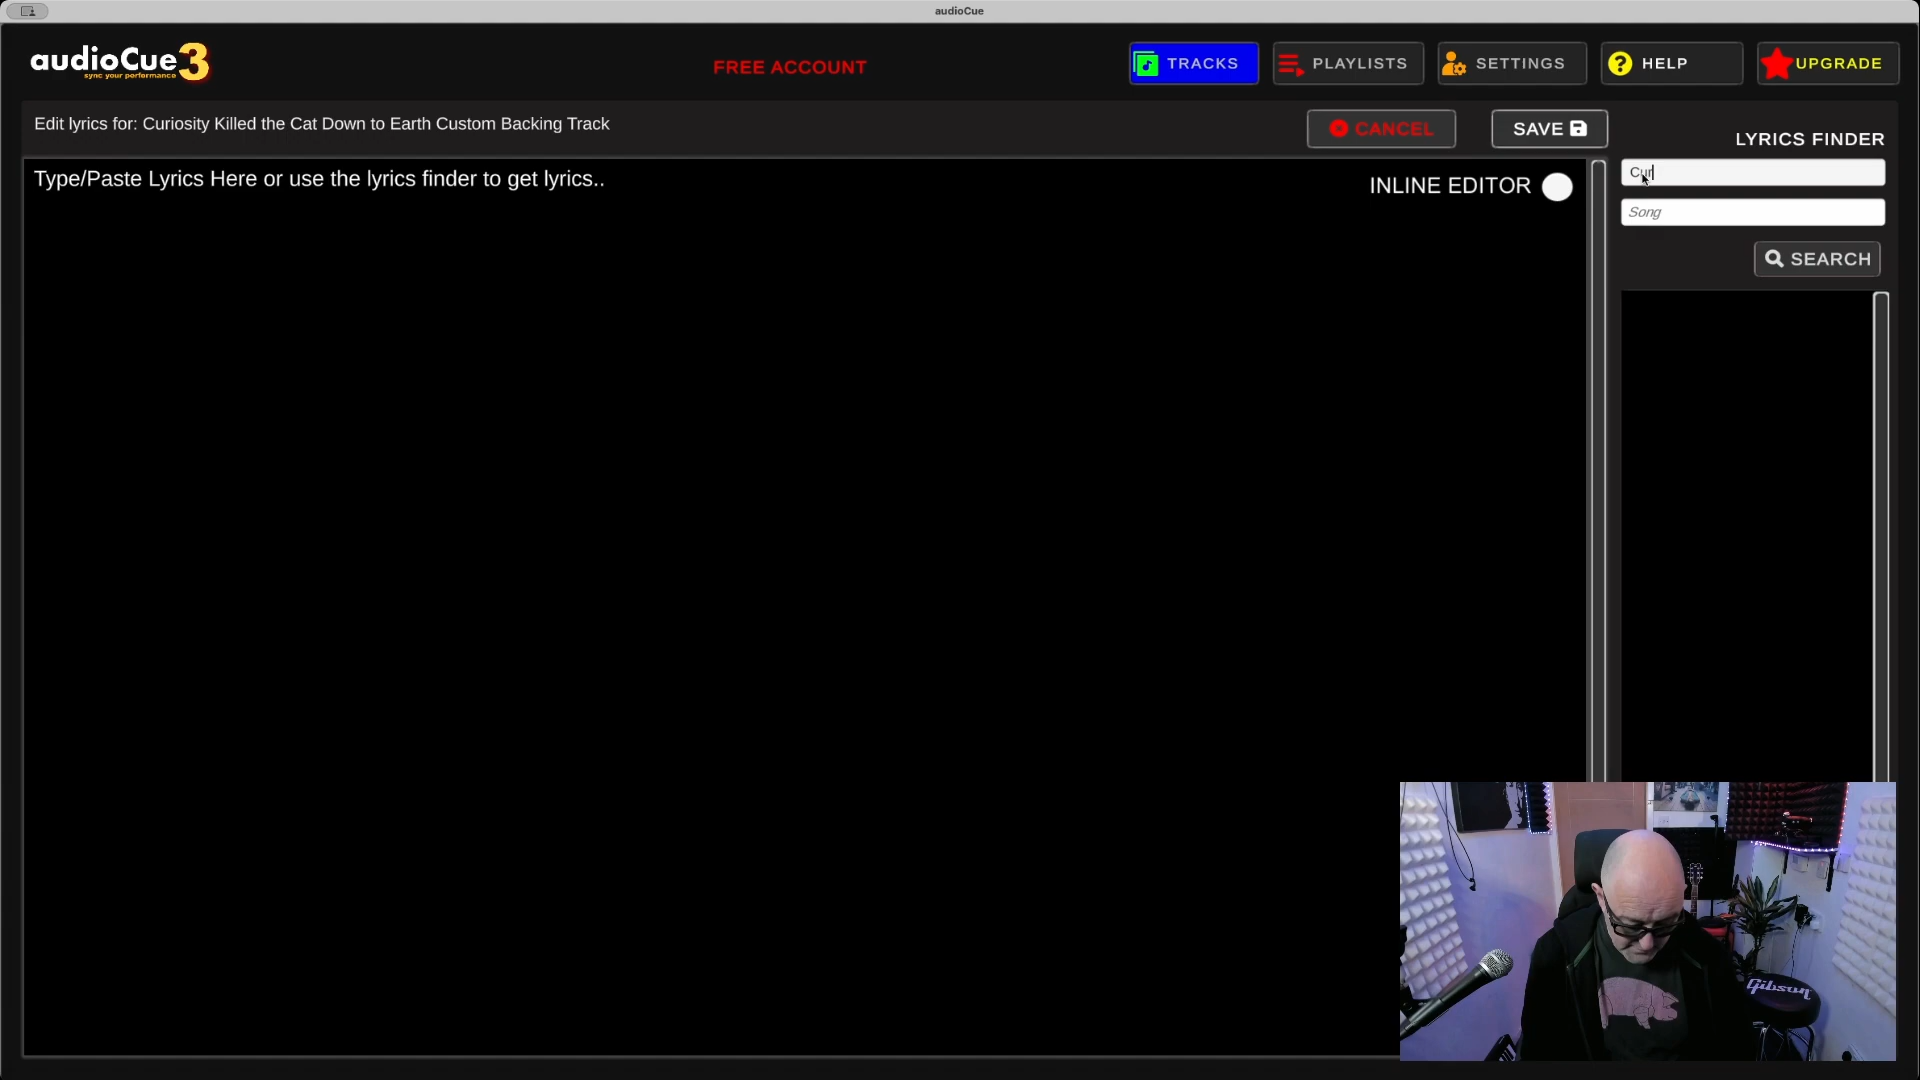 audioCue
audioCue 3
sync your performance
FREE ACCOUNT
TRACKS
PLAYLISTS
SETTINGS
? HELP
UPGRADE
Edit lyrics for: Curiosity Killed the Cat Down to Earth Custom Backing Track
CANCEL
SAVE
LYRICS FINDER
Type/Paste Lyrics Here or use the lyrics finder to get lyrics..
INLINE EDITOR
Cur
Song
SEARCH
Gibson